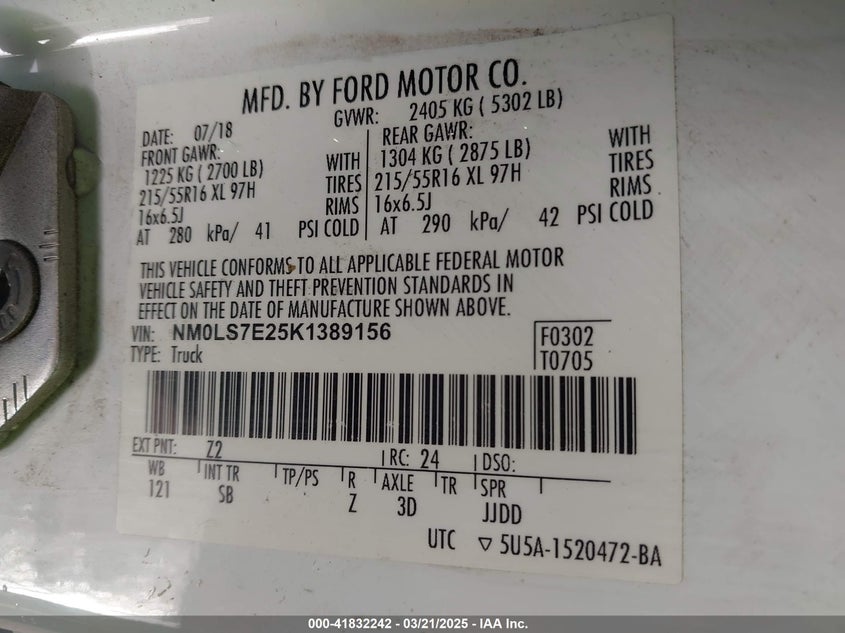 MFD. BY FORD MOTOR CO.
GVWR: 2405 KG ( 5302 LB)
DATE: 07/18
FRONT GAWR:
1225 KG ( 2700 LB) WITH
215/55R16 XL 97H TIRES
16x6.5J RIMS
AT 280 kPa/ 41 PSI COLD
REAR GAWR:
1304 KG ( 2875 LB) WITH
215/55R16 XL 97H TIRES
16x6.5J RIMS
AT 290 kPa/ 42 PSI COLD
THIS VEHICLE CONFORMS TO ALL APPLICABLE FEDERAL MOTOR
VEHICLE SAFETY AND THEFT PREVENTION STANDARDS IN
EFFECT ON THE DATE OF MANUFACTURE SHOWN ABOVE.
VIN: NM0LS7E25K1389156
TYPE: Truck
F0302
T0705
EXT PNT: Z2 RC: 24 DSO:
WB INT TR TP/PS R AXLE TR SPR
121 SB Z 3D JJDD
UTC ▽ 5U5A-1520472-BA
000-41832242 - 03/21/2025 - IAA Inc.